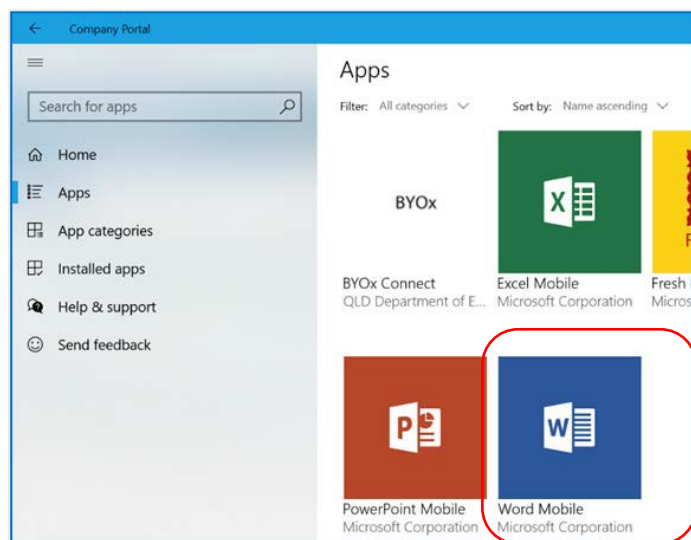 Company Portal
Apps
Search for apps
Filter: All categories
Sort by: Name ascending
Home
Apps
App categories
Installed apps
Help & support
Send feedback
BYOx
X
BYOx Connect
QLD Department of E...
Excel Mobile
Microsoft Corporation
Fresh
Micros
P
W
PowerPoint Mobile
Microsoft Corporation
Word Mobile
Microsoft Corporation